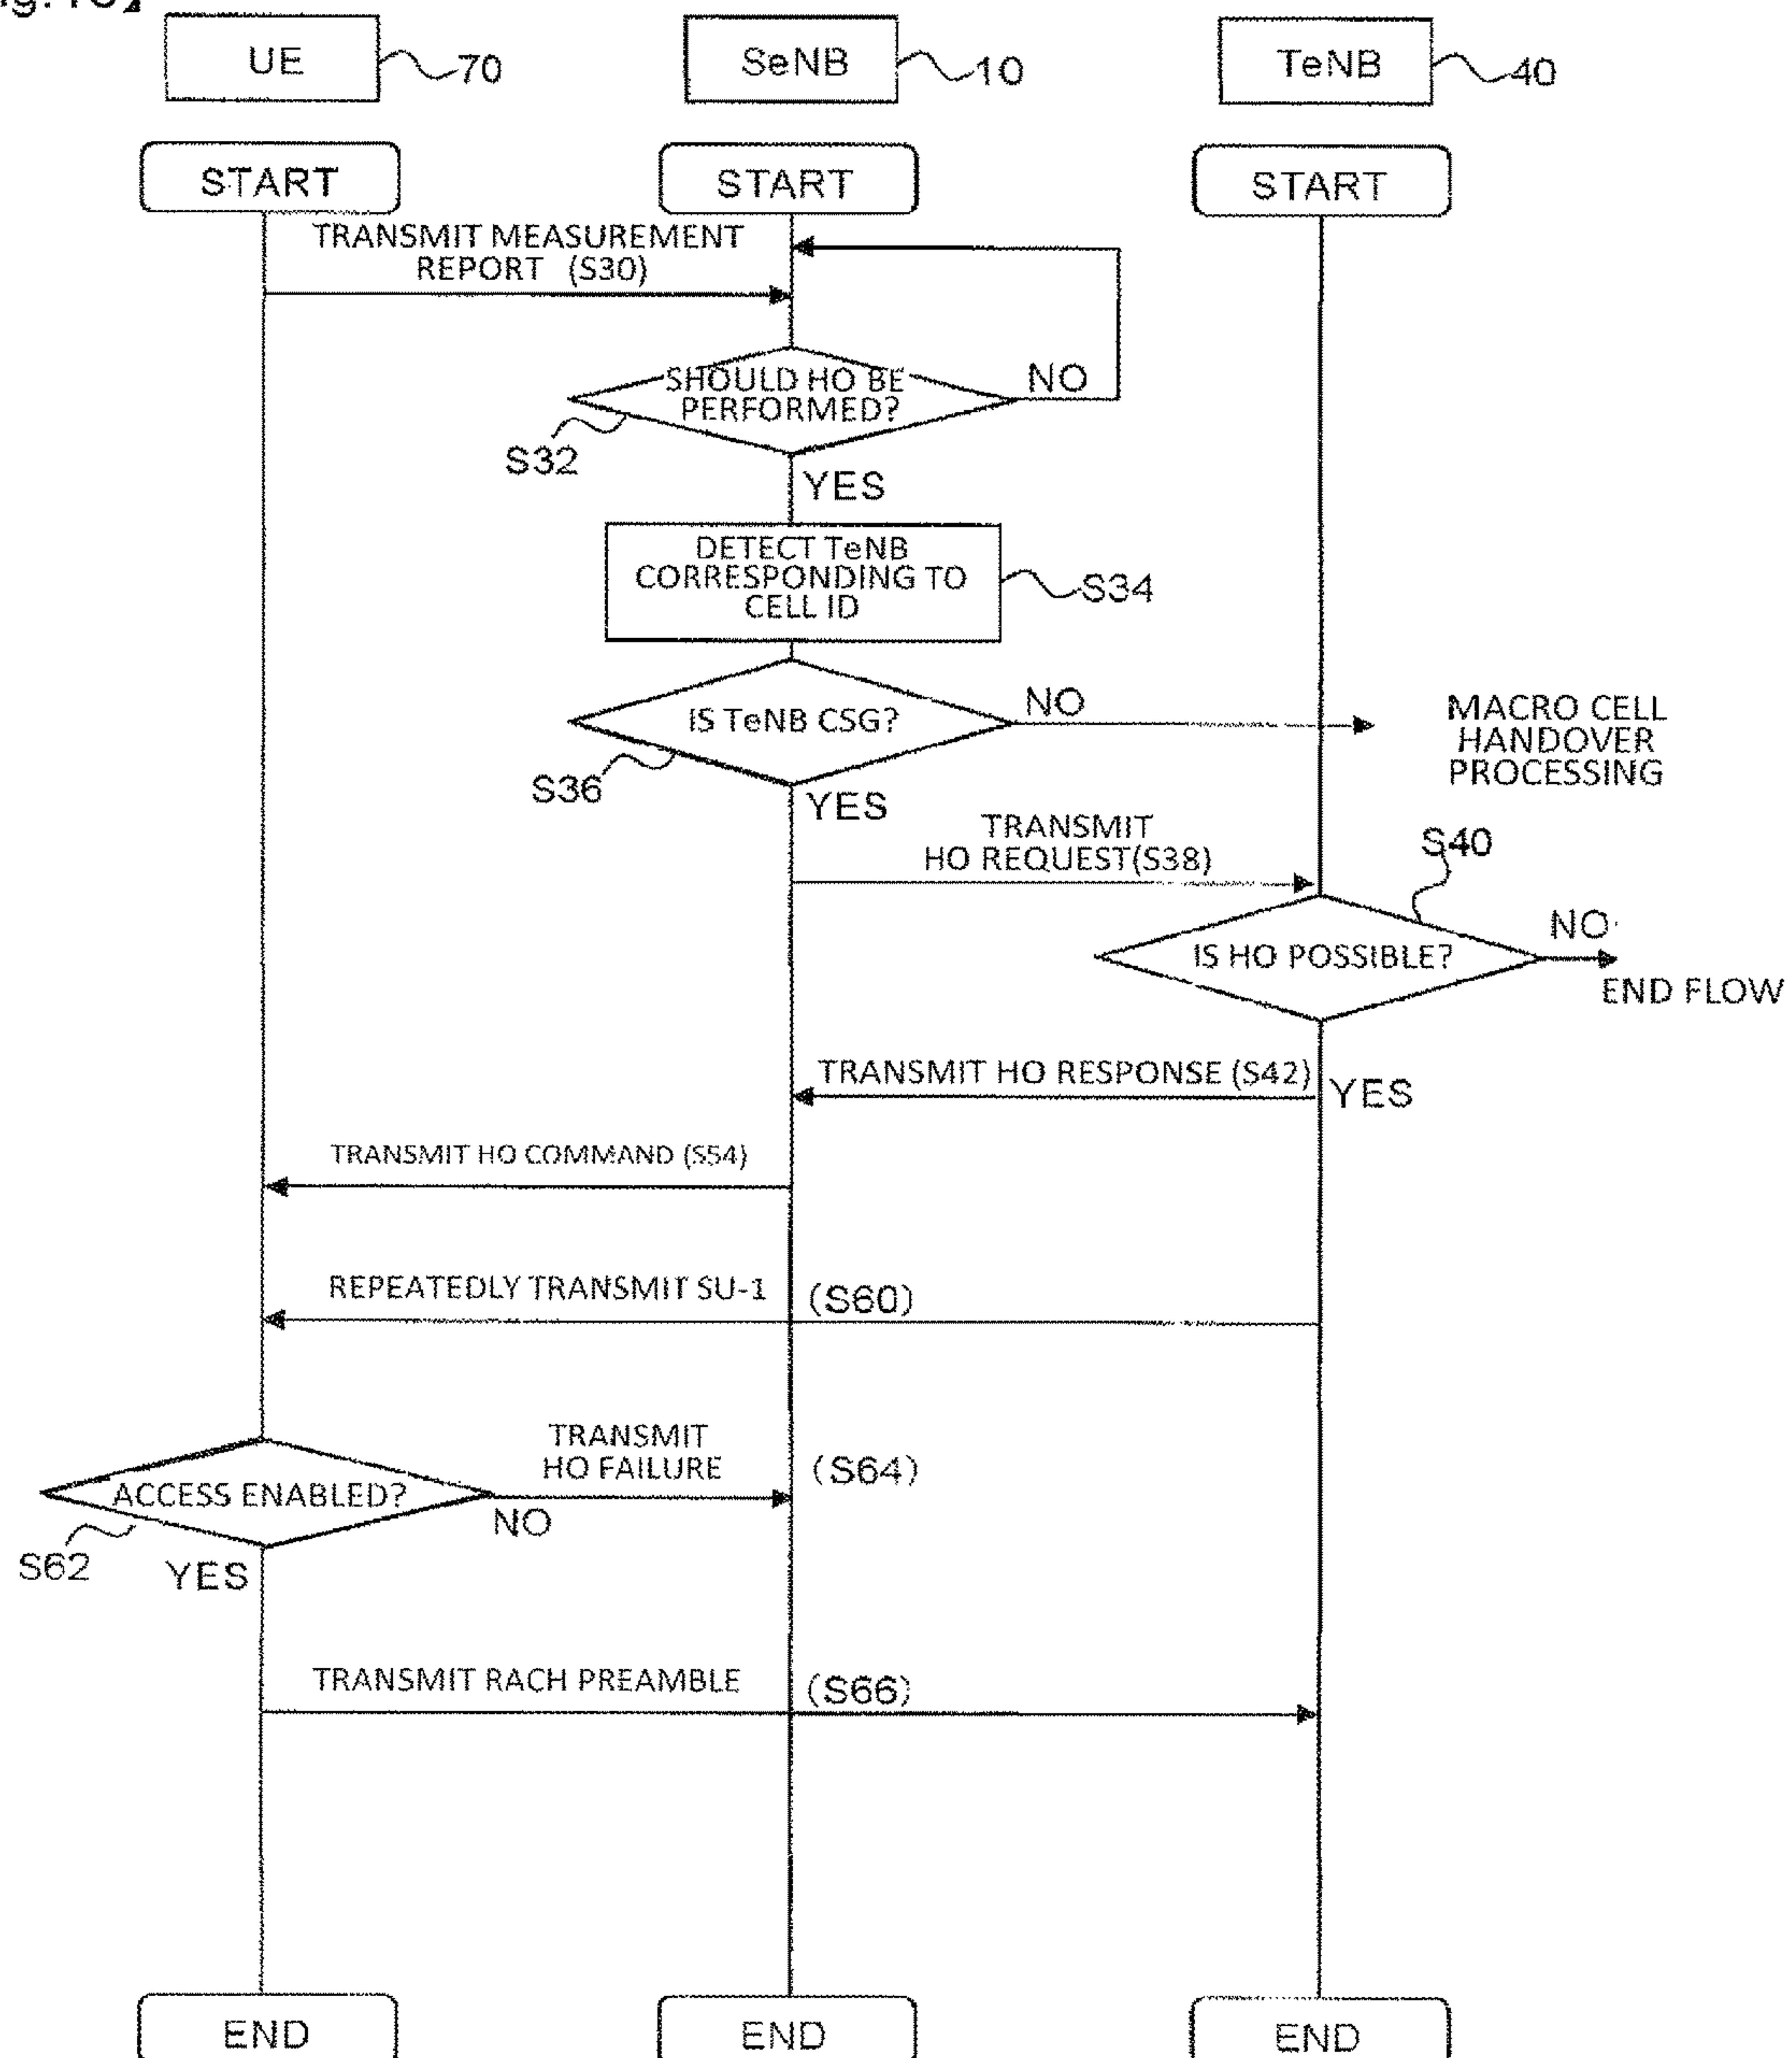 UE 70
SeNB 10
TeNB 40
START
START
START
TRANSMIT MEASUREMENT
REPORT (S30)
SHOULD HO BE
PERFORMED?
NO
S32
YES
DETECT TeNB
CORRESPONDING TO
CELL ID
S34
IS TeNB CSG?
NO
S36
YES
MACRO CELL
HANDOVER
PROCESSING
TRANSMIT
HO REQUEST(S38)
S40
IS HO POSSIBLE?
NO
END FLOW
TRANSMIT HO RESPONSE (S42)
YES
TRANSMIT HO COMMAND (S54)
REPEATEDLY TRANSMIT SU-1 (S60)
TRANSMIT
HO FAILURE
(S64)
ACCESS ENABLED?
NO
S62
YES
TRANSMIT RACH PREAMBLE (S66)
END
END
END